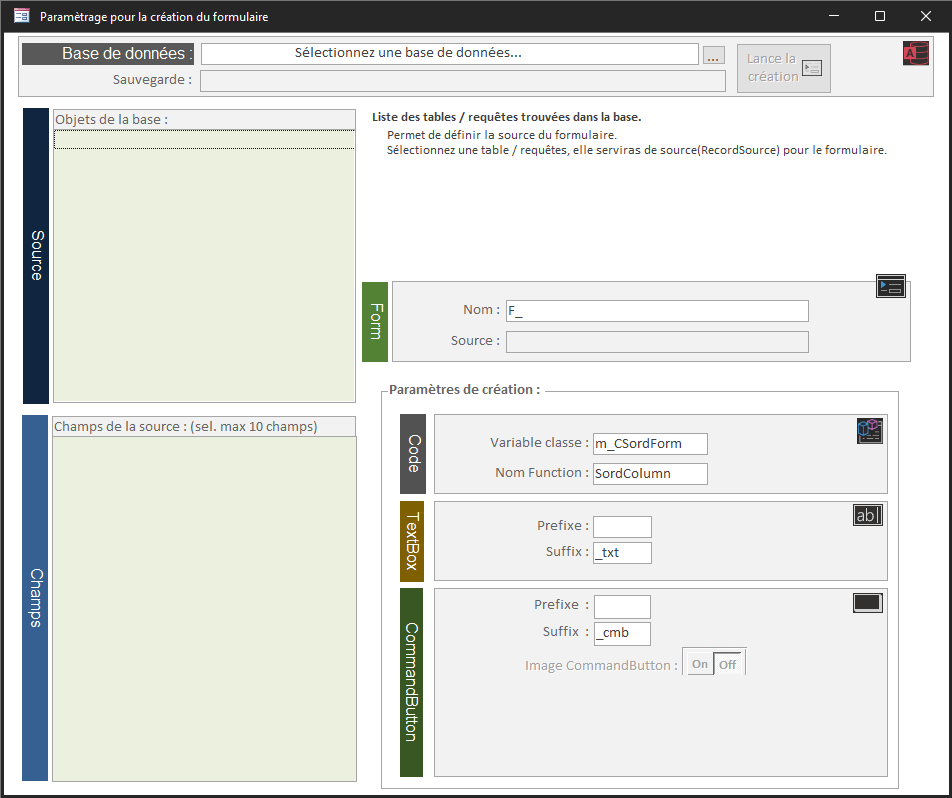 Paramètrage pour la création du formulaire
Base de données :
Sélectionnez une base de données...
...
Lance la
création
Sauvegarde :
Source
Objets de la base :
Liste des tables / requêtes trouvées dans la base.
Permet de définir la source du formulaire.
Sélectionnez une table / requêtes, elle serviras de source(RecordSource) pour le formulaire.
Form
Nom :
F_
Source :
Champs
Champs de la source : (sel. max 10 champs)
Paramètres de création :
Code
Variable classe :
m_CSordForm
Nom Function :
SordColumn
TextBox
Prefixe :
Suffix :
_txt
ab|
CommandButton
Prefixe :
Suffix :
_cmb
Image CommandButton :
On
Off